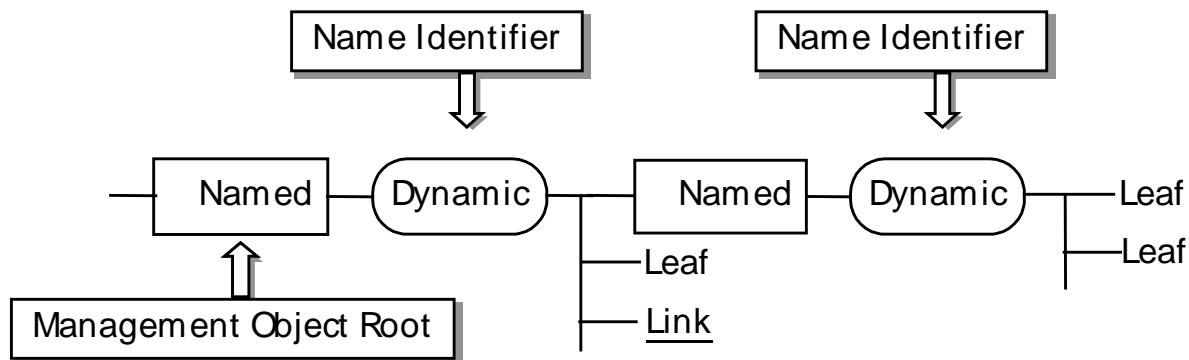 Name Identifier
Name Identifier
Named
Dynamic
Named
Dynamic
Leaf
Leaf
Leaf
Link
Management Object Root